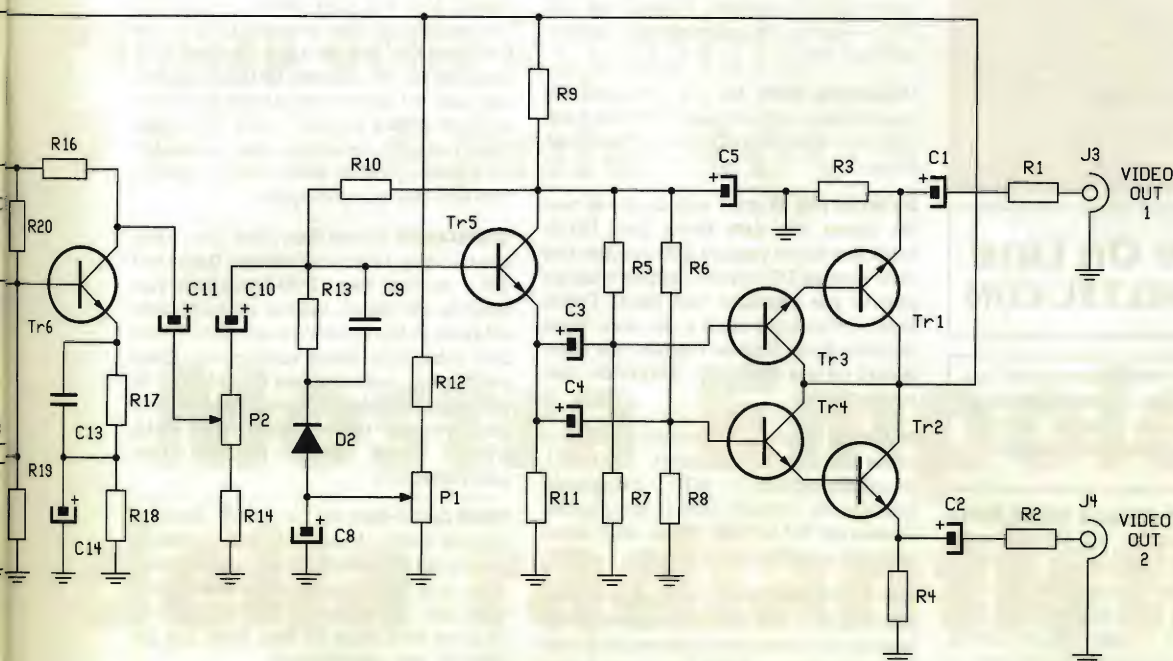 R9
R16
R10
C5
R3
C1
R1
J3
VIDEO
OUT
1
R20
Tr5
R5
R6
Tr6
C11
C10
R13
C9
C3
Tr1
Tr3
C4
R12
Tr4
Tr2
R17
C13
P2
D2
R19
P1
R11
R7
R8
C2
R2
J4
VIDEO
OUT
2
C14
R18
R14
C8
R4